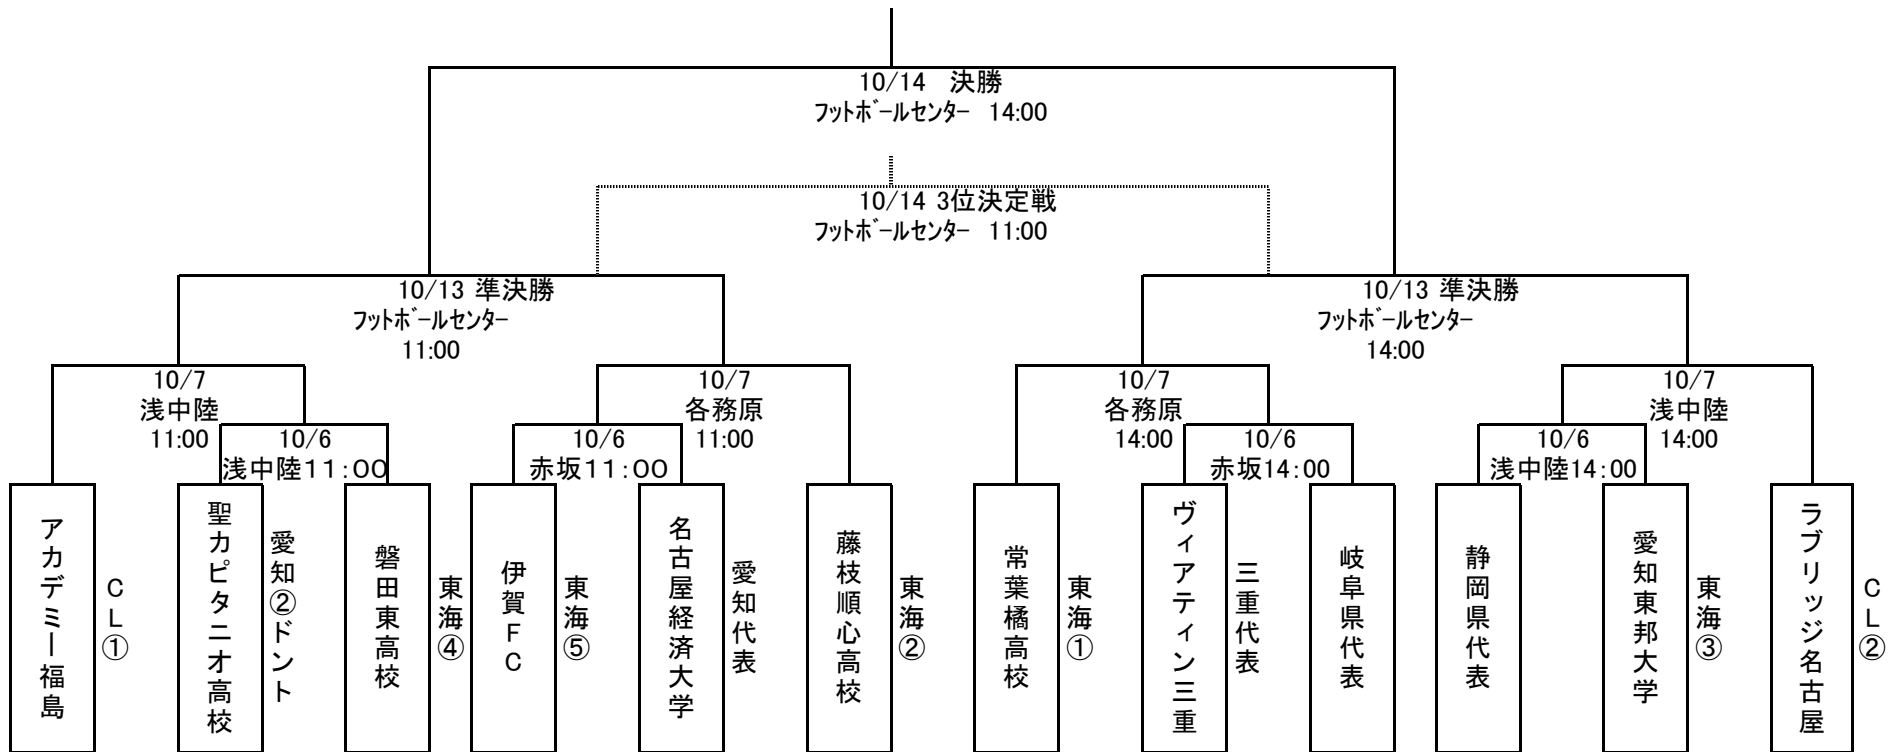 10/14　決勝
フットボールセンター　14:00
10/14 3位決定戦
フットボールセンター　11:00
10/13 準決勝
フットボールセンター
11:00
10/13 準決勝
フットボールセンター
14:00
10/7
浅中陸
11:00
10/7
各務原
11:00
10/7
各務原
14:00
10/7
浅中陸
14:00
10/6
浅中陸11：00
10/6
赤坂11：00
10/6
赤坂14：00
10/6
浅中陸14：00
アカデミー福島
CL①
聖カピタニオ高校
愛知②ドント
磐田東高校
東海④
伊賀FC
東海⑤
名古屋経済大学
愛知代表
藤枝順心高校
東海②
常葉橘高校
東海①
ヴィアティン三重
三重代表
岐阜県代表
静岡県代表
愛知東邦大学
東海③
ラブリッジ名古屋
CL②